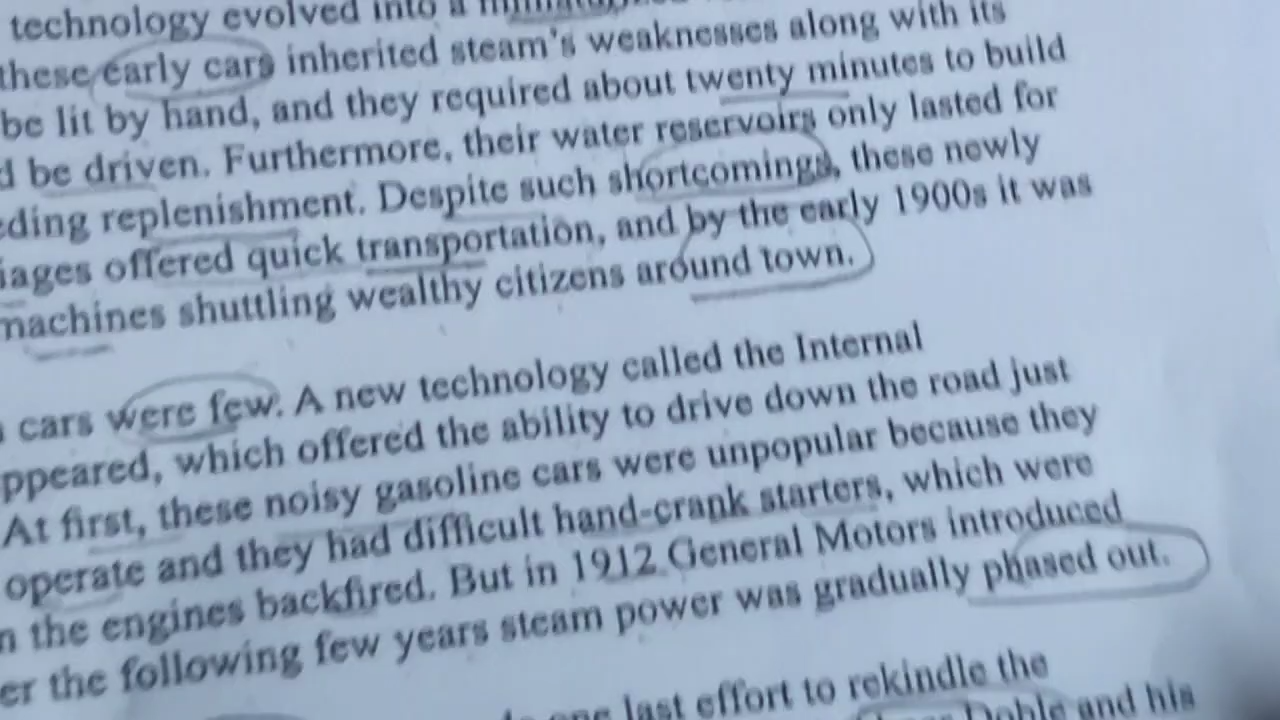 technology evolved into a
these early cars inherited steam's weaknesses along with its
be lit by hand, and they required about twenty minutes to build
d be driven. Furthermore, their water reservoirs only lasted for
eding replenishment. Despite such shortcomings, these newly
iages offered quick transportation, and by the early 1900s it was
machines shuttling wealthy citizens around town.
cars were few. A new technology called the Internal
ppeared, which offered the ability to drive down the road just
At first, these noisy gasoline cars were unpopular because they
operate and they had difficult hand-crank starters, which were
n the engines backfired. But in 1912 General Motors introduced
er the following few years steam power was gradually phased out.
one last effort to rekindle the
Doble and his